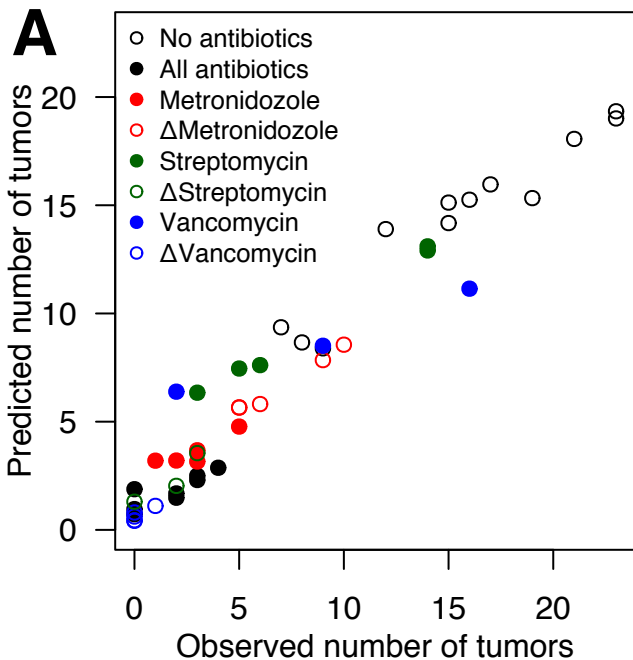 A
No antibiotics
All antibiotics
Metronidozole
ΔMetronidozole
Streptomycin
ΔStreptomycin
Vancomycin
ΔVancomycin
Predicted number of tumors
20
15
10
5
0
0 5 10 15 20
Observed number of tumors